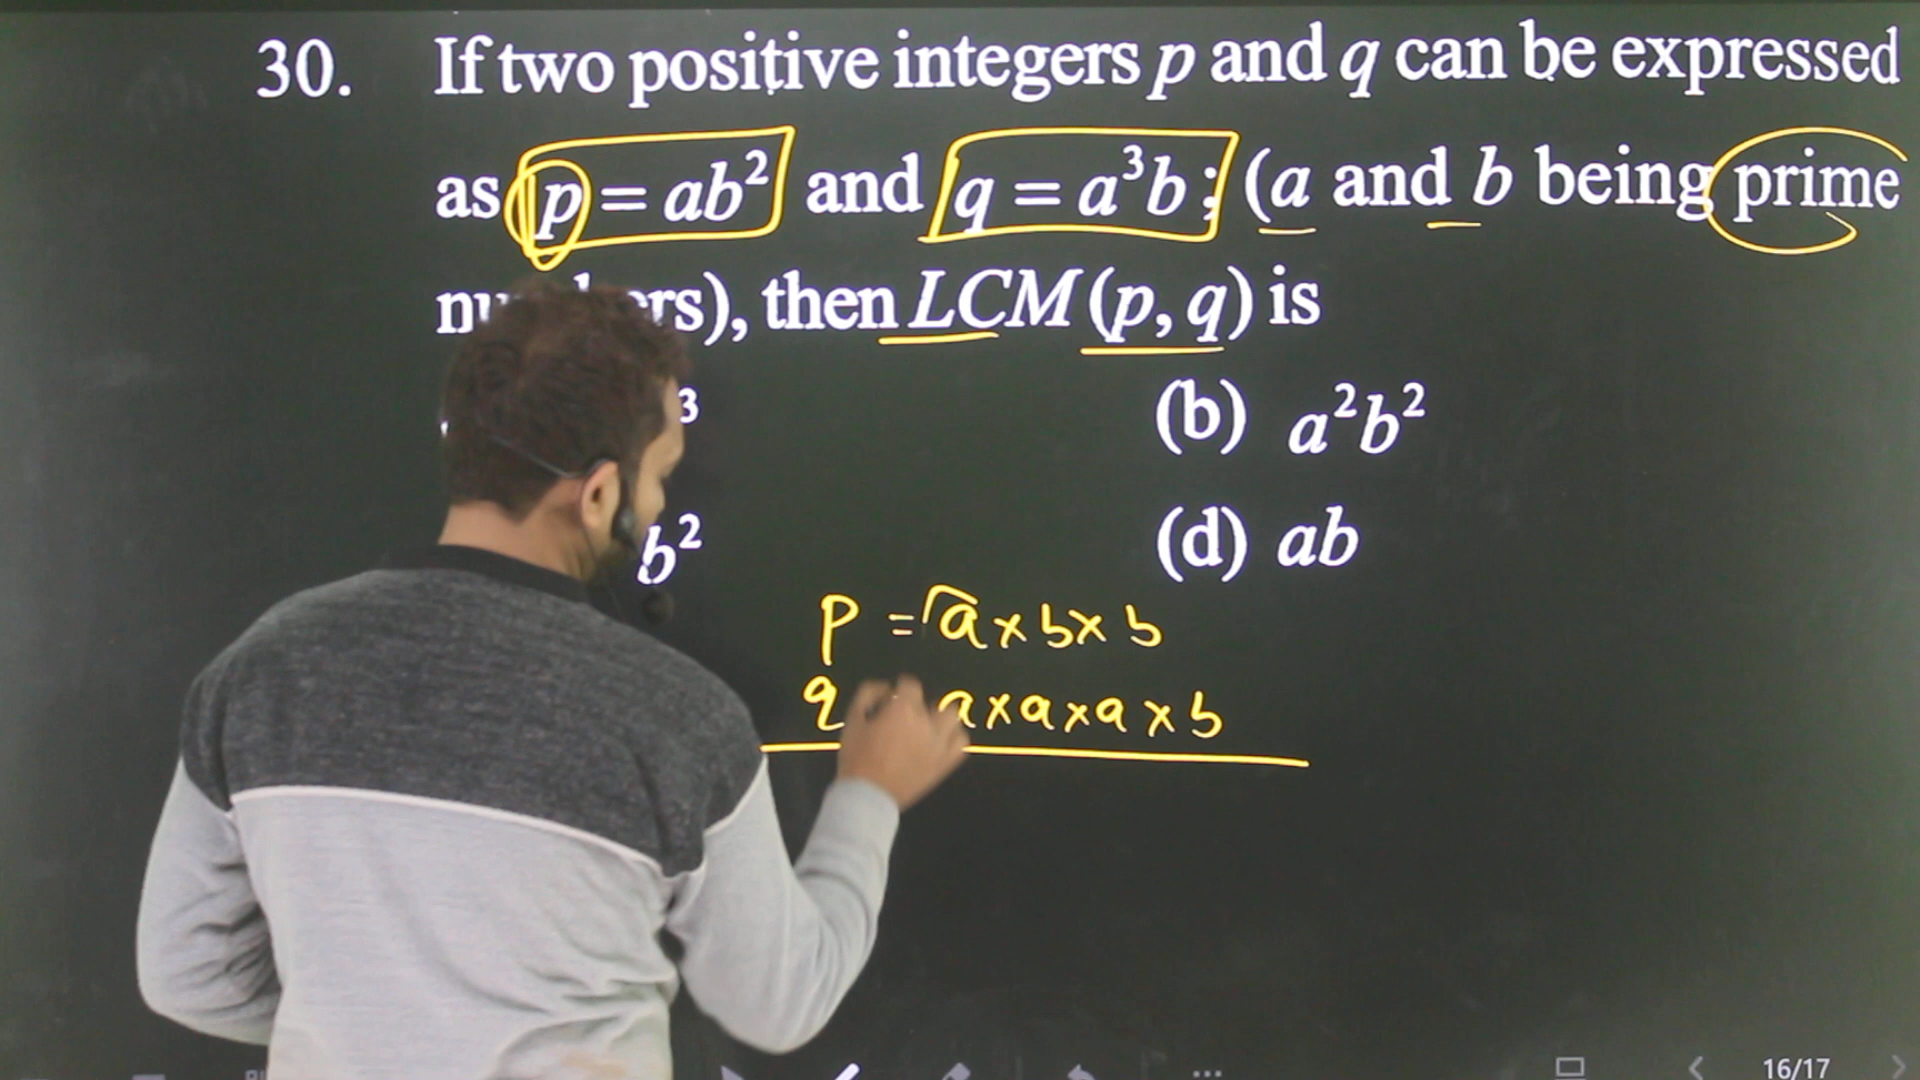 30. If two positive integers p and q can be expressed
as p = ab² and q = a³b; (a and b being prime
then LCM (p, q) is
³ (b) a²b²
b² (d) ab
P = a × b × b
q a × a × a × b
16/17